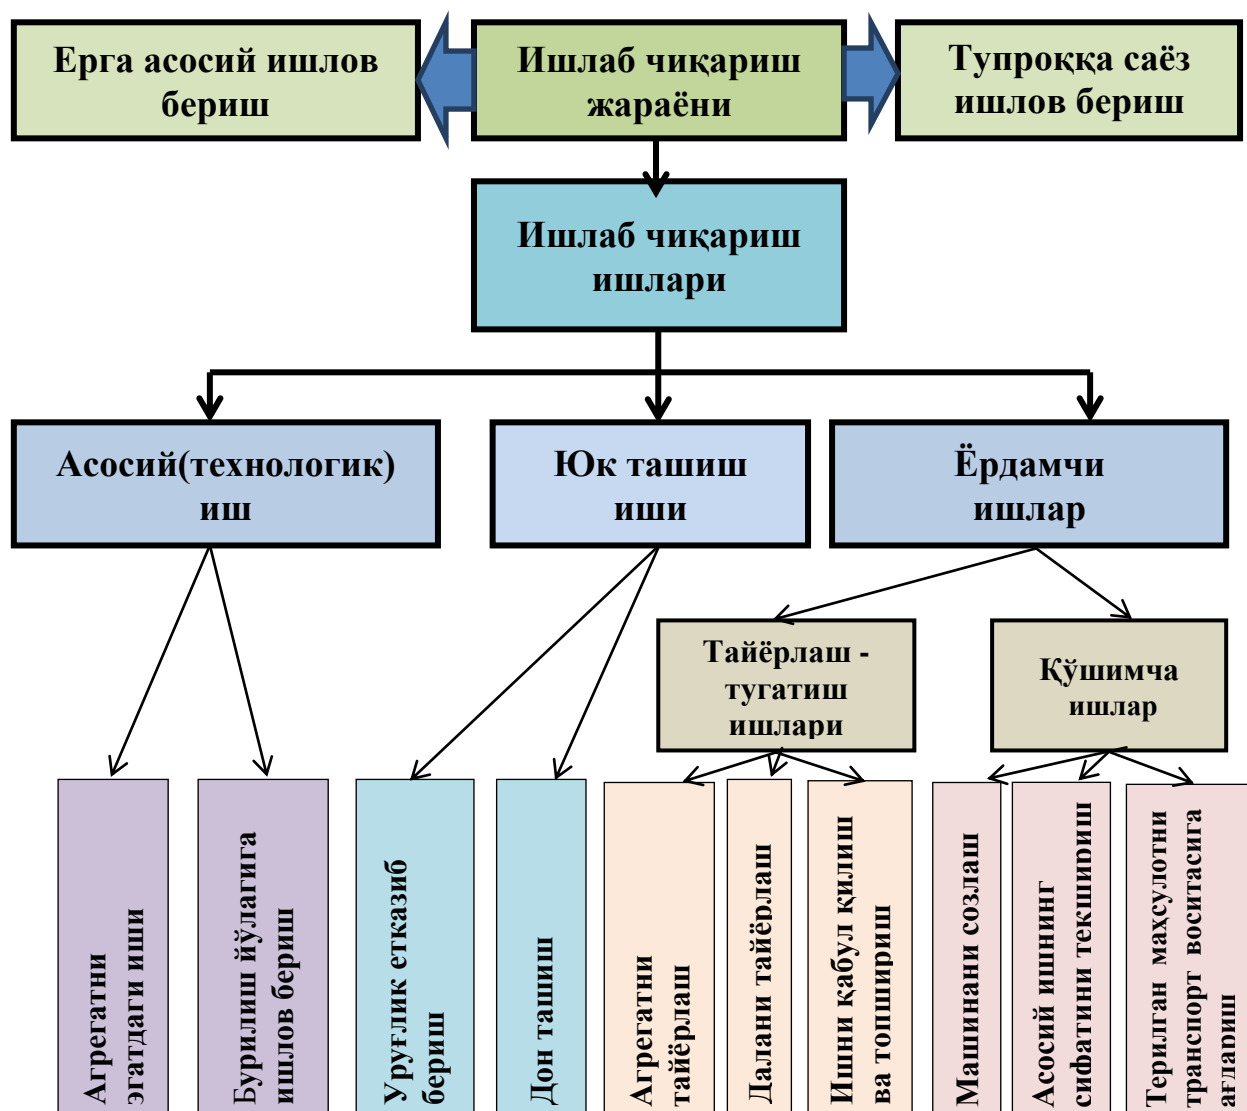 Ерга асосий ишлов
бериш
Ишлаб чиқариш
жараёни
Тупроққа саёз
ишлов бериш
Ишлаб чиқариш
ишлари
Асосий(технологик)
иш
Юк ташиш
иши
Ёрдамчи
ишлар
Тайёрлаш -
тугатиш
ишлари
Қўшимча
ишлар
Агрегатни
эгатдаги иши
Бурилиш йўлагига
ишлов бериш
Уруғлик етказиб
бериш
Дон ташиш
Агрегатни
тайёрлаш
Далани тайёрлаш
Ишни қабул қилиш
ва топшириш
Машинани созлаш
Асосий ишнинг
сифатини текшириш
Терилган маҳсулотни
транспорт воситасига
ағдариш